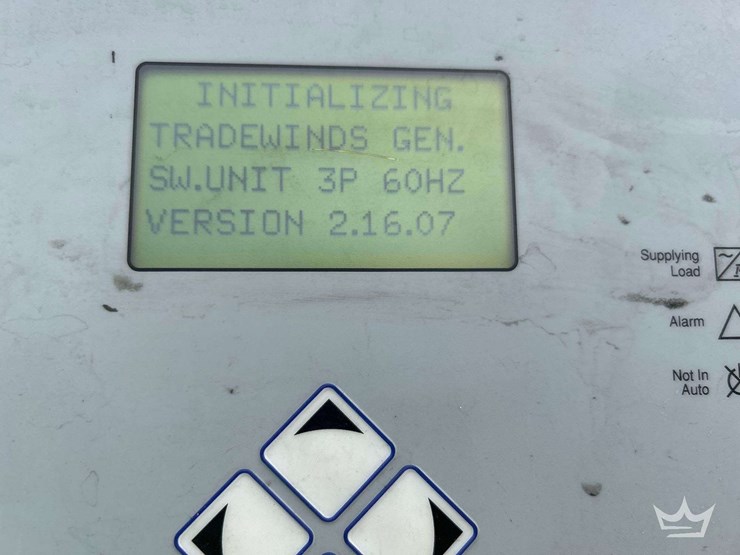 INITIALIZING
TRADEWINDS GEN.
SW.UNIT 3P 60HZ
VERSION 2.16.07
Supplying
Load
Alarm
Not In
Auto